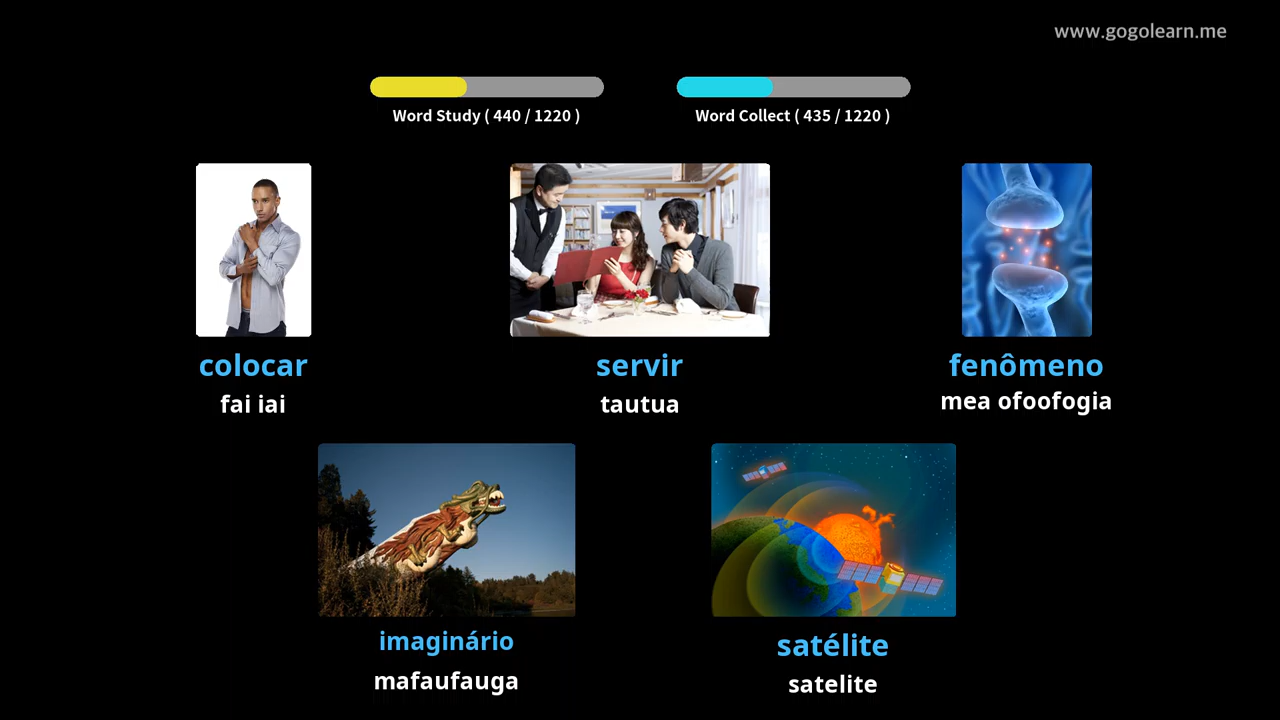 www.gogolearn.me
Word Study ( 440 / 1220 )
Word Collect ( 435 / 1220 )
colocar
fai iai
servir
tautua
fenômeno
mea ofoofogia
imaginário
mafaufauga
satélite
satelite